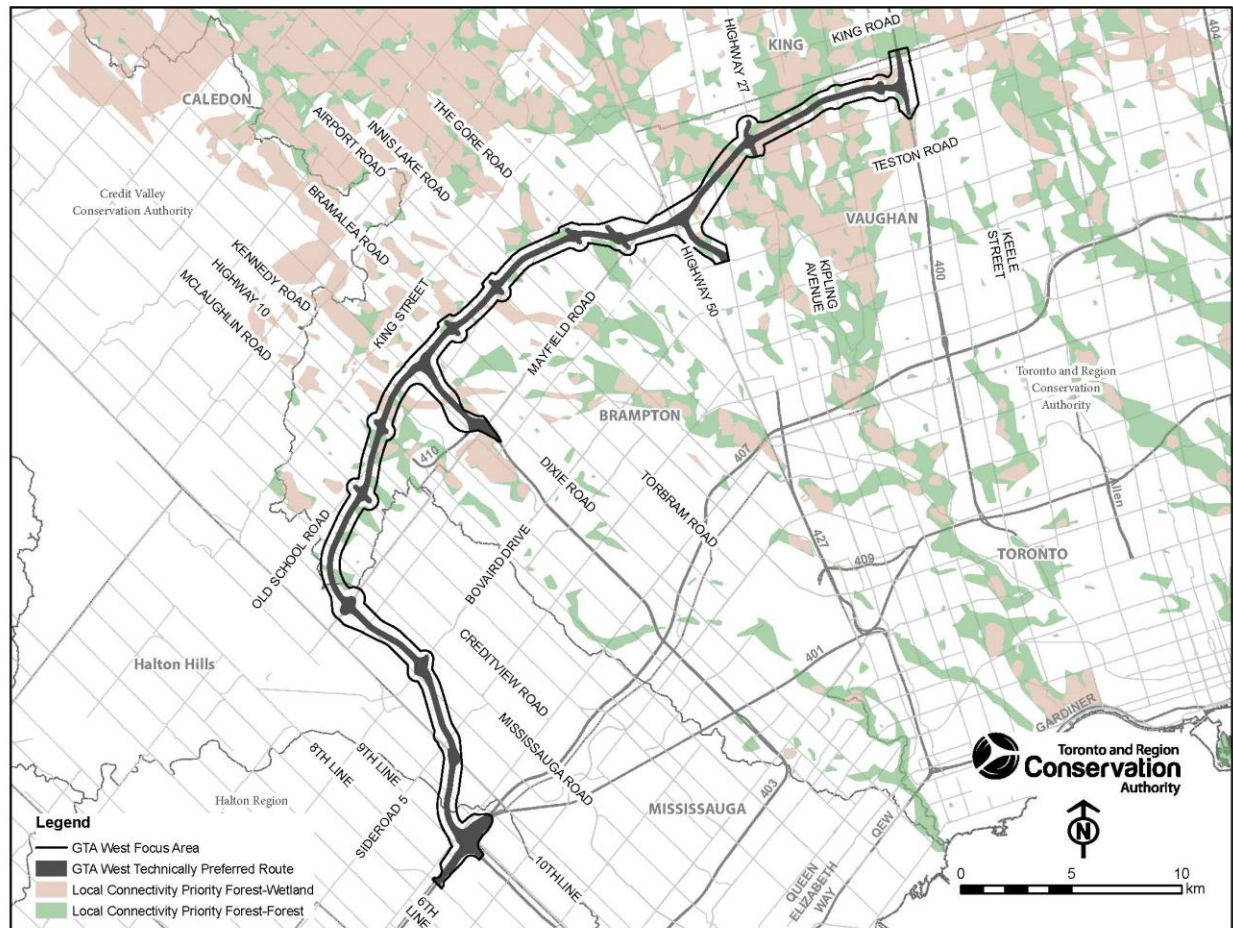 KING ROAD
KING
HIGHWAY 27
404
CALEDON
THE GORE ROAD
INNIS LAKE ROAD
AIRPORT ROAD
TESTON ROAD
Credit Valley
Conservation Authority
BRAMALEA ROAD
VAUGHAN
KEELE
STREET
KENNEDY ROAD
HIGHWAY 10
MCLAUGHLIN ROAD
KING STREET
HIGHWAY 50
KIPLING
AVENUE
400
MAYFIELD ROAD
Toronto and Region
Conservation
Authority
BRAMPTON
410
407
DIXIE ROAD
TORBRAM ROAD
Allen
427
OLD SCHOOL ROAD
BOVAIRD DRIVE
409
TORONTO
Halton Hills
CREDITVIEW ROAD
401
MISSISSAUGA ROAD
GARDINER
9TH LINE
8TH LINE
SIDEROAD 5
Halton Region
MISSISSAUGA
403
QEW
10TH LINE
QUEEN
ELIZABETH
WAY
6TH
LINE
Toronto and Region
Conservation
Authority
N
0 5 10
km
Legend
GTA West Focus Area
GTA West Technically Preferred Route
Local Connectivity Priority Forest-Wetland
Local Connectivity Priority Forest-Forest